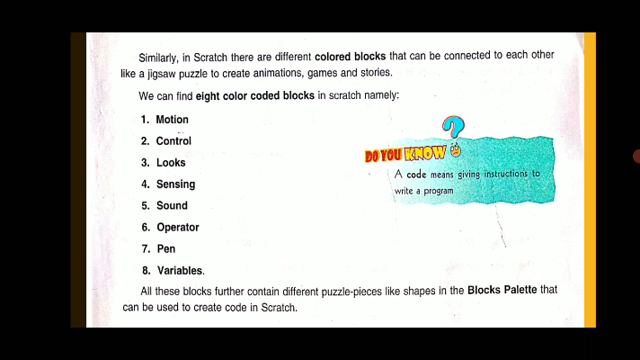 Similarly, in Scratch there are different colored blocks that can be connected to each other
like a jigsaw puzzle to create animations, games and stories.
We can find eight color coded blocks in scratch namely:
1. Motion
2. Control
3. Looks
4. Sensing
5. Sound
6. Operator
7. Pen
8. Variables.
?
DO YOU KNOW
A code means giving instructions to
write a program
All these blocks further contain different puzzle-pieces like shapes in the Blocks Palette that
can be used to create code in Scratch.